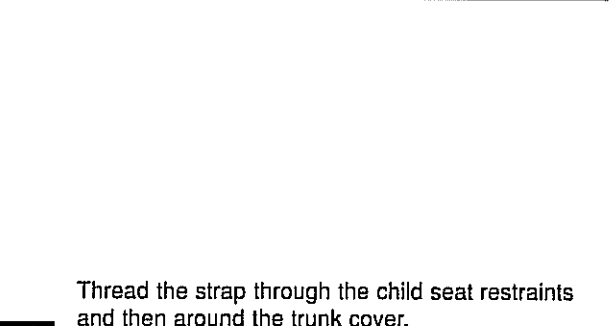 Thread the strap through the child seat restraints
and then around the trunk cover.